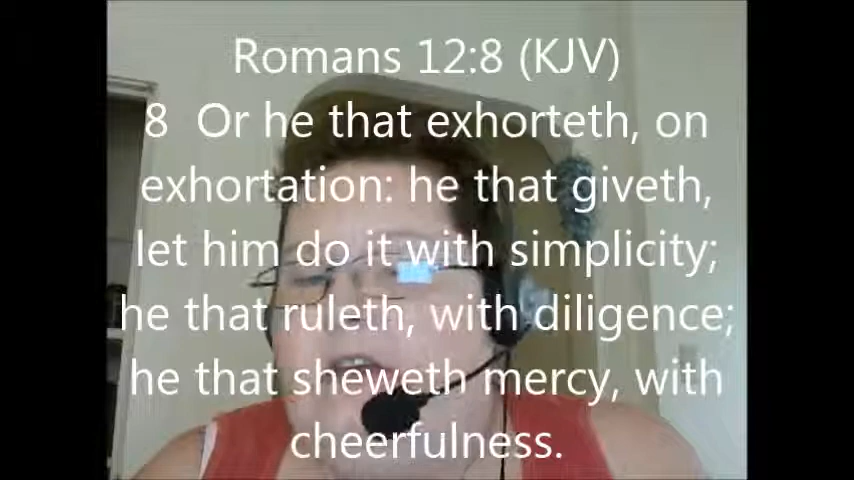 Romans 12:8 (KJV)
8 Or he that exhorteth, on
exhortation: he that giveth,
let him do it with simplicity;
he that ruleth, with diligence;
he that sheweth mercy, with
cheerfulness.